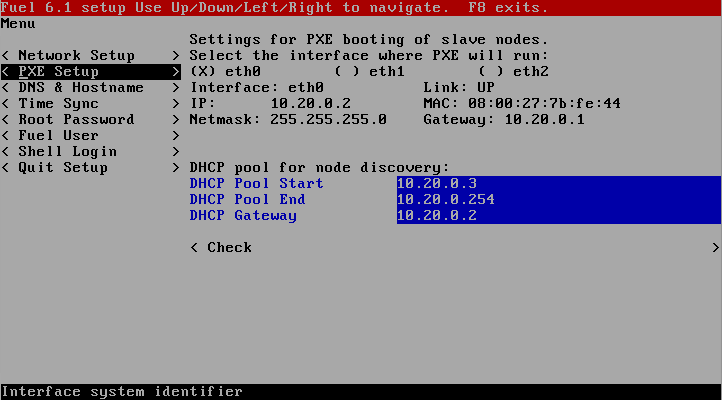 Fuel 6.1 setup Use Up/Down/Left/Right to navigate.  F8 exits.
Menu
< Network Setup >
< PXE Setup >
< DNS & Hostname >
< Time Sync >
< Root Password >
< Fuel User >
< Shell Login >
< Quit Setup >
Settings for PXE booting of slave nodes.
Select the interface where PXE will run:
(X) eth0 ( ) eth1 ( ) eth2
Interface: eth0 Link: UP
IP: 10.20.0.2 MAC: 08:00:27:7b:fe:44
Netmask: 255.255.255.0 Gateway: 10.20.0.1
DHCP pool for node discovery:
DHCP Pool Start 10.20.0.3
DHCP Pool End 10.20.0.254
DHCP Gateway 10.20.0.2
< Check >
Interface system identifier